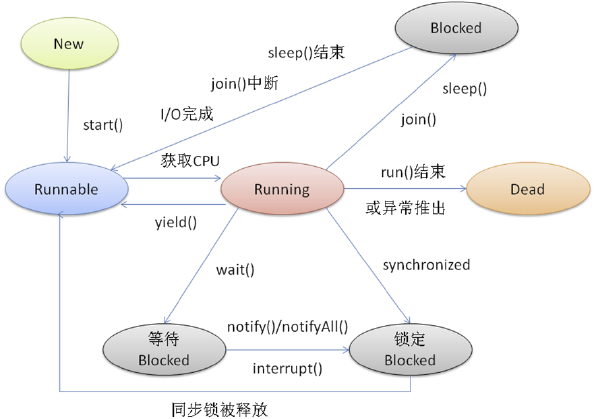 New
Blocked
sleep()结束
join()中断
I/O完成
sleep()
join()
start()
获取CPU
Runnable
Running
run()结束
或异常推出
Dead
yield()
wait()
synchronized
等待
Blocked
notify()/notifyAll()
interrupt()
锁定
Blocked
同步锁被释放